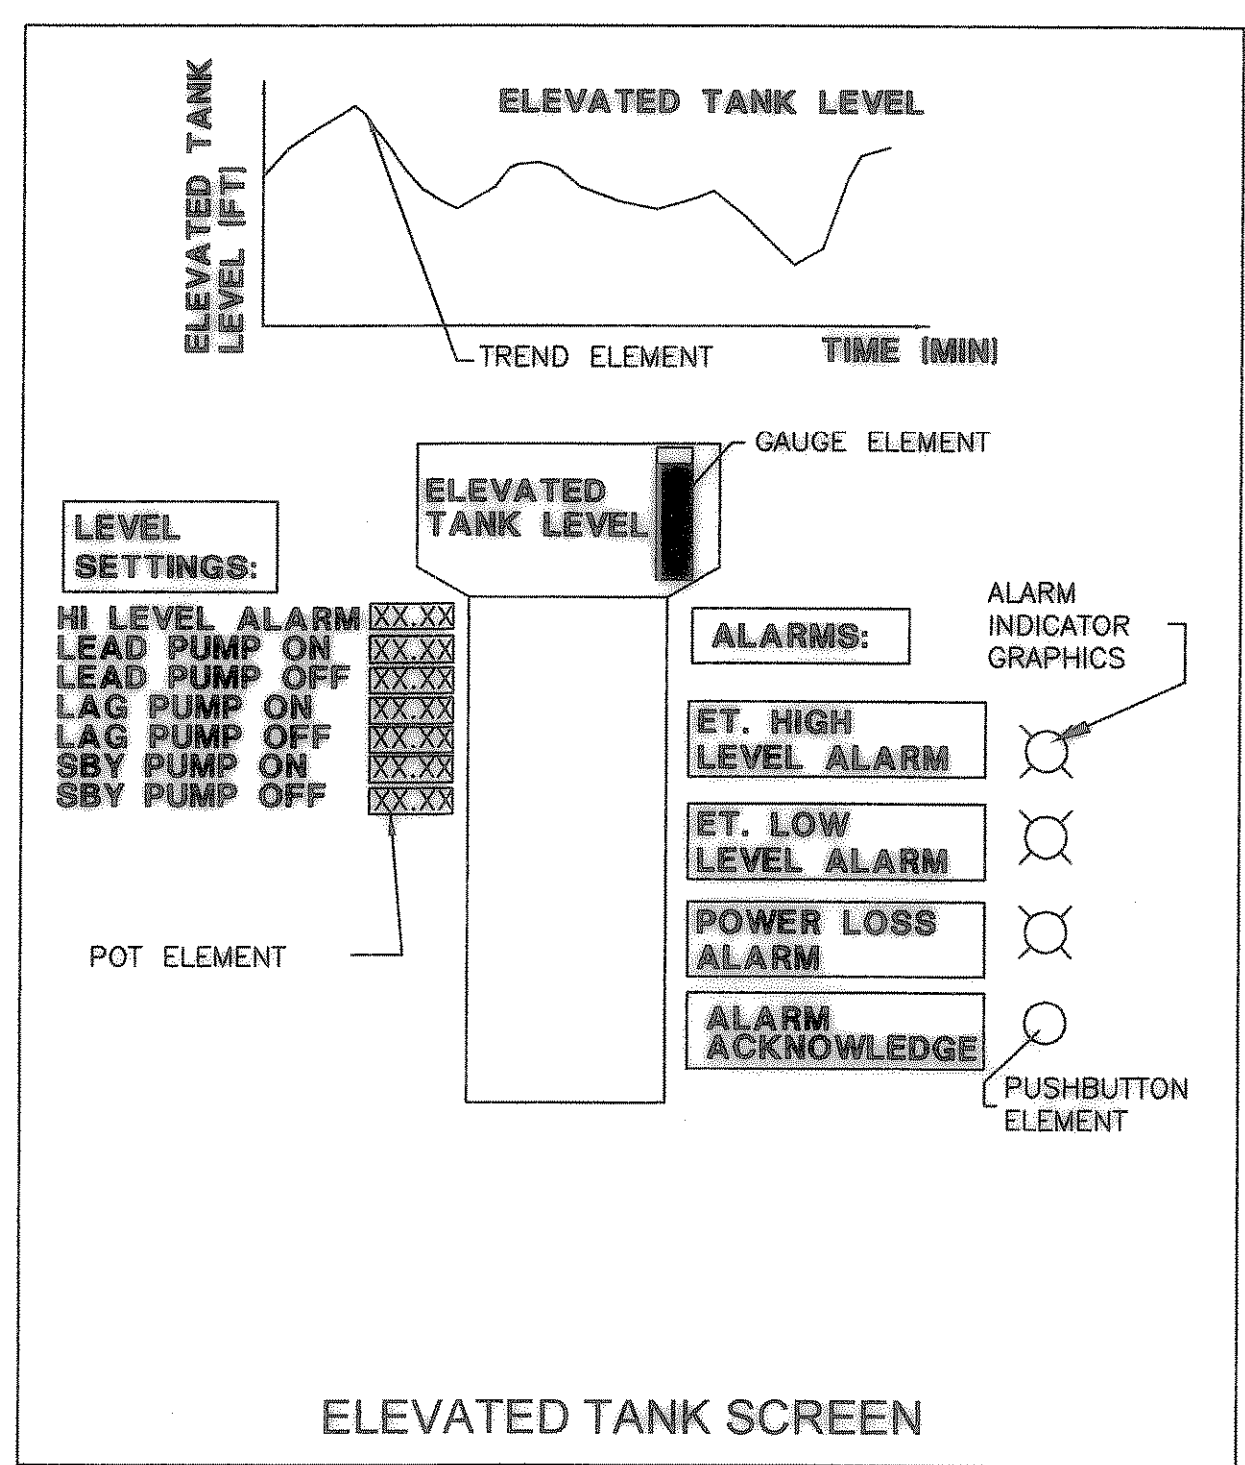 ELEVATED TANK
LEVEL (FT)
ELEVATED TANK LEVEL
TREND ELEMENT
TIME (MIN)
GAUGE ELEMENT
ELEVATED
TANK LEVEL
LEVEL
SETTINGS:
HI LEVEL ALARM XX.XX
LEAD PUMP ON XX.XX
LEAD PUMP OFF XX.XX
LAG PUMP ON XX.XX
LAG PUMP OFF XX.XX
SBY PUMP ON XX.XX
SBY PUMP OFF XX.XX
POT ELEMENT
ALARMS:
ALARM
INDICATOR
GRAPHICS
ET. HIGH
LEVEL ALARM
ET. LOW
LEVEL ALARM
POWER LOSS
ALARM
ALARM
ACKNOWLEDGE
PUSHBUTTON
ELEMENT
ELEVATED TANK SCREEN